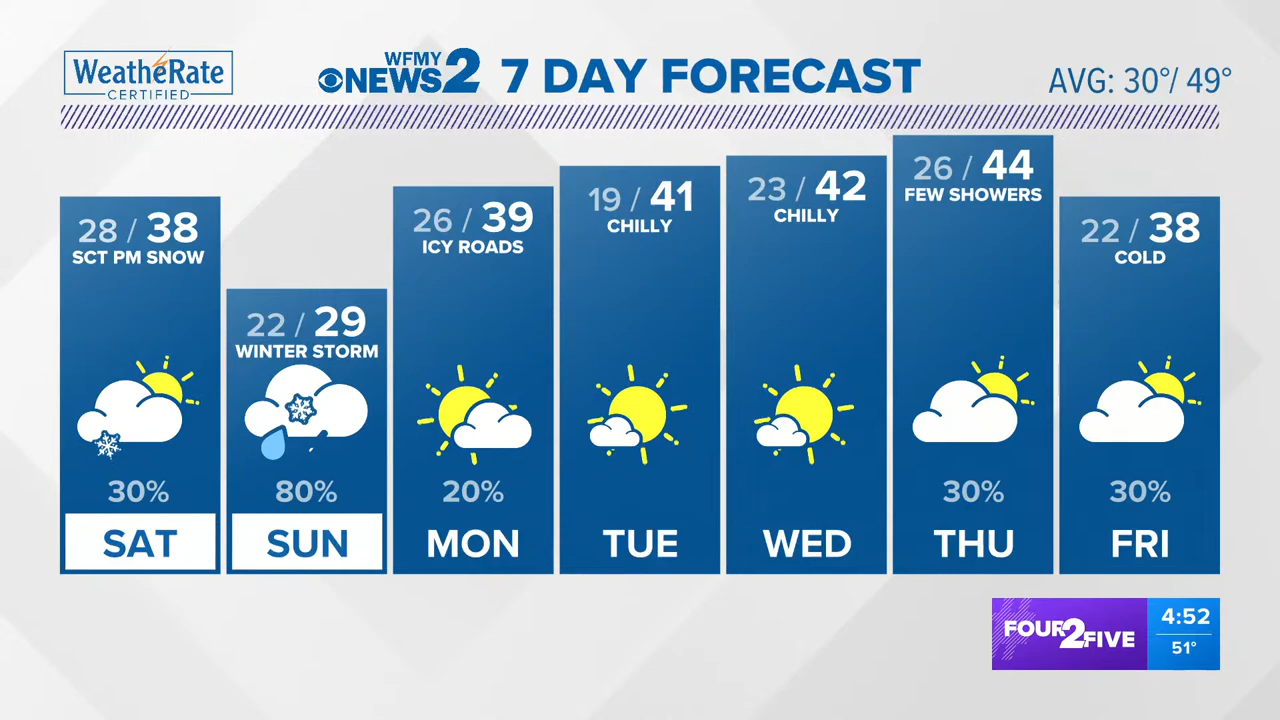 WeatheRate
CERTIFIED
WFMY
NEWS 2
7 DAY FORECAST
AVG: 30°/ 49°
28 / 38
SCT PM SNOW
30%
SAT
22 / 29
WINTER STORM
80%
SUN
26 / 39
ICY ROADS
20%
MON
19 / 41
CHILLY
TUE
23 / 42
CHILLY
WED
26 / 44
FEW SHOWERS
30%
THU
22 / 38
COLD
30%
FRI
FOUR2FIVE
4:52
51°